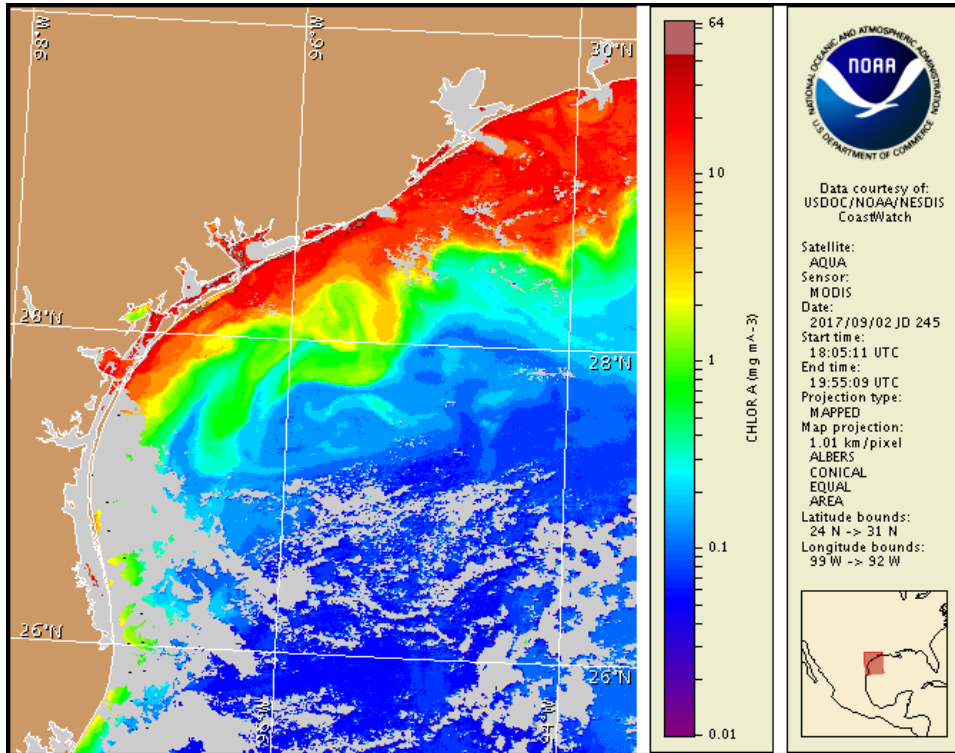 98°W
96°W
30°N
28°N
28°N
26°N
26°N
64
10
1
0.1
0.01
CHLOR A (mg m^-3)
NATIONAL OCEANIC AND ATMOSPHERIC ADMINISTRATION
NOAA
U.S. DEPARTMENT OF COMMERCE
Data courtesy of:
USDOC/NOAA/NESDIS
CoastWatch
Satellite:
AQUA
Sensor:
MODIS
Date:
2017/09/02 JD 245
Start time:
18:05:11 UTC
End time:
19:55:09 UTC
Projection type:
MAPPED
Map projection:
1.01 km/pixel
ALBERS
CONICAL
EQUAL
AREA
Latitude bounds:
24 N -> 31 N
Longitude bounds:
99 W -> 92 W